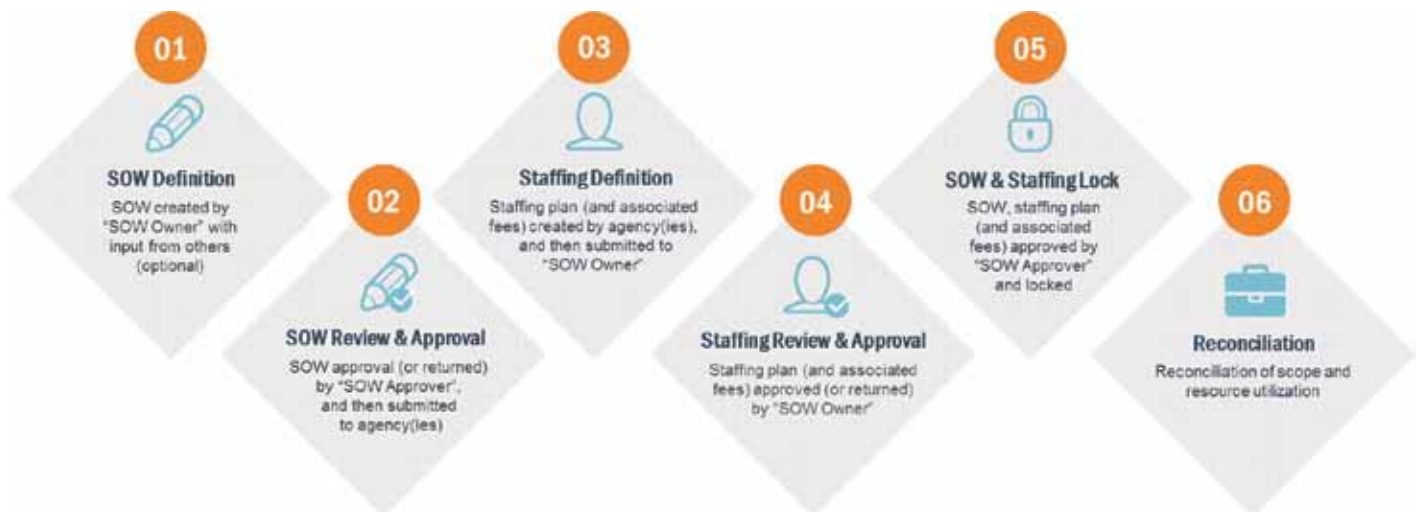 01
SOW Definition
SOW created by
"SOW Owner" with
input from others
(optional)
02
SOW Review & Approval
SOW approval (or returned)
by "SOW Approver",
and then submitted
to agency(ies)
03
Staffing Definition
Staffing plan (and associated
fees) created by agency(ies),
and then submitted to
"SOW Owner"
04
Staffing Review & Approval
Staffing plan (and associated
fees) approved (or returned)
by "SOW Owner"
05
SOW & Staffing Lock
SOW, staffing plan
(and associated
fees) approved by
"SOW Approver"
and locked
06
Reconciliation
Reconciliation of scope and
resource utilization